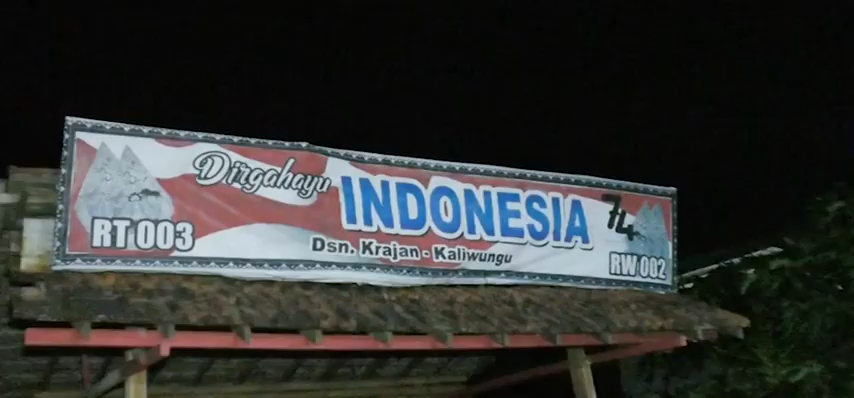 Dirgahayu INDONESIA 74
RT 003 Dsn. Krajan - Kaliwungu RW 002